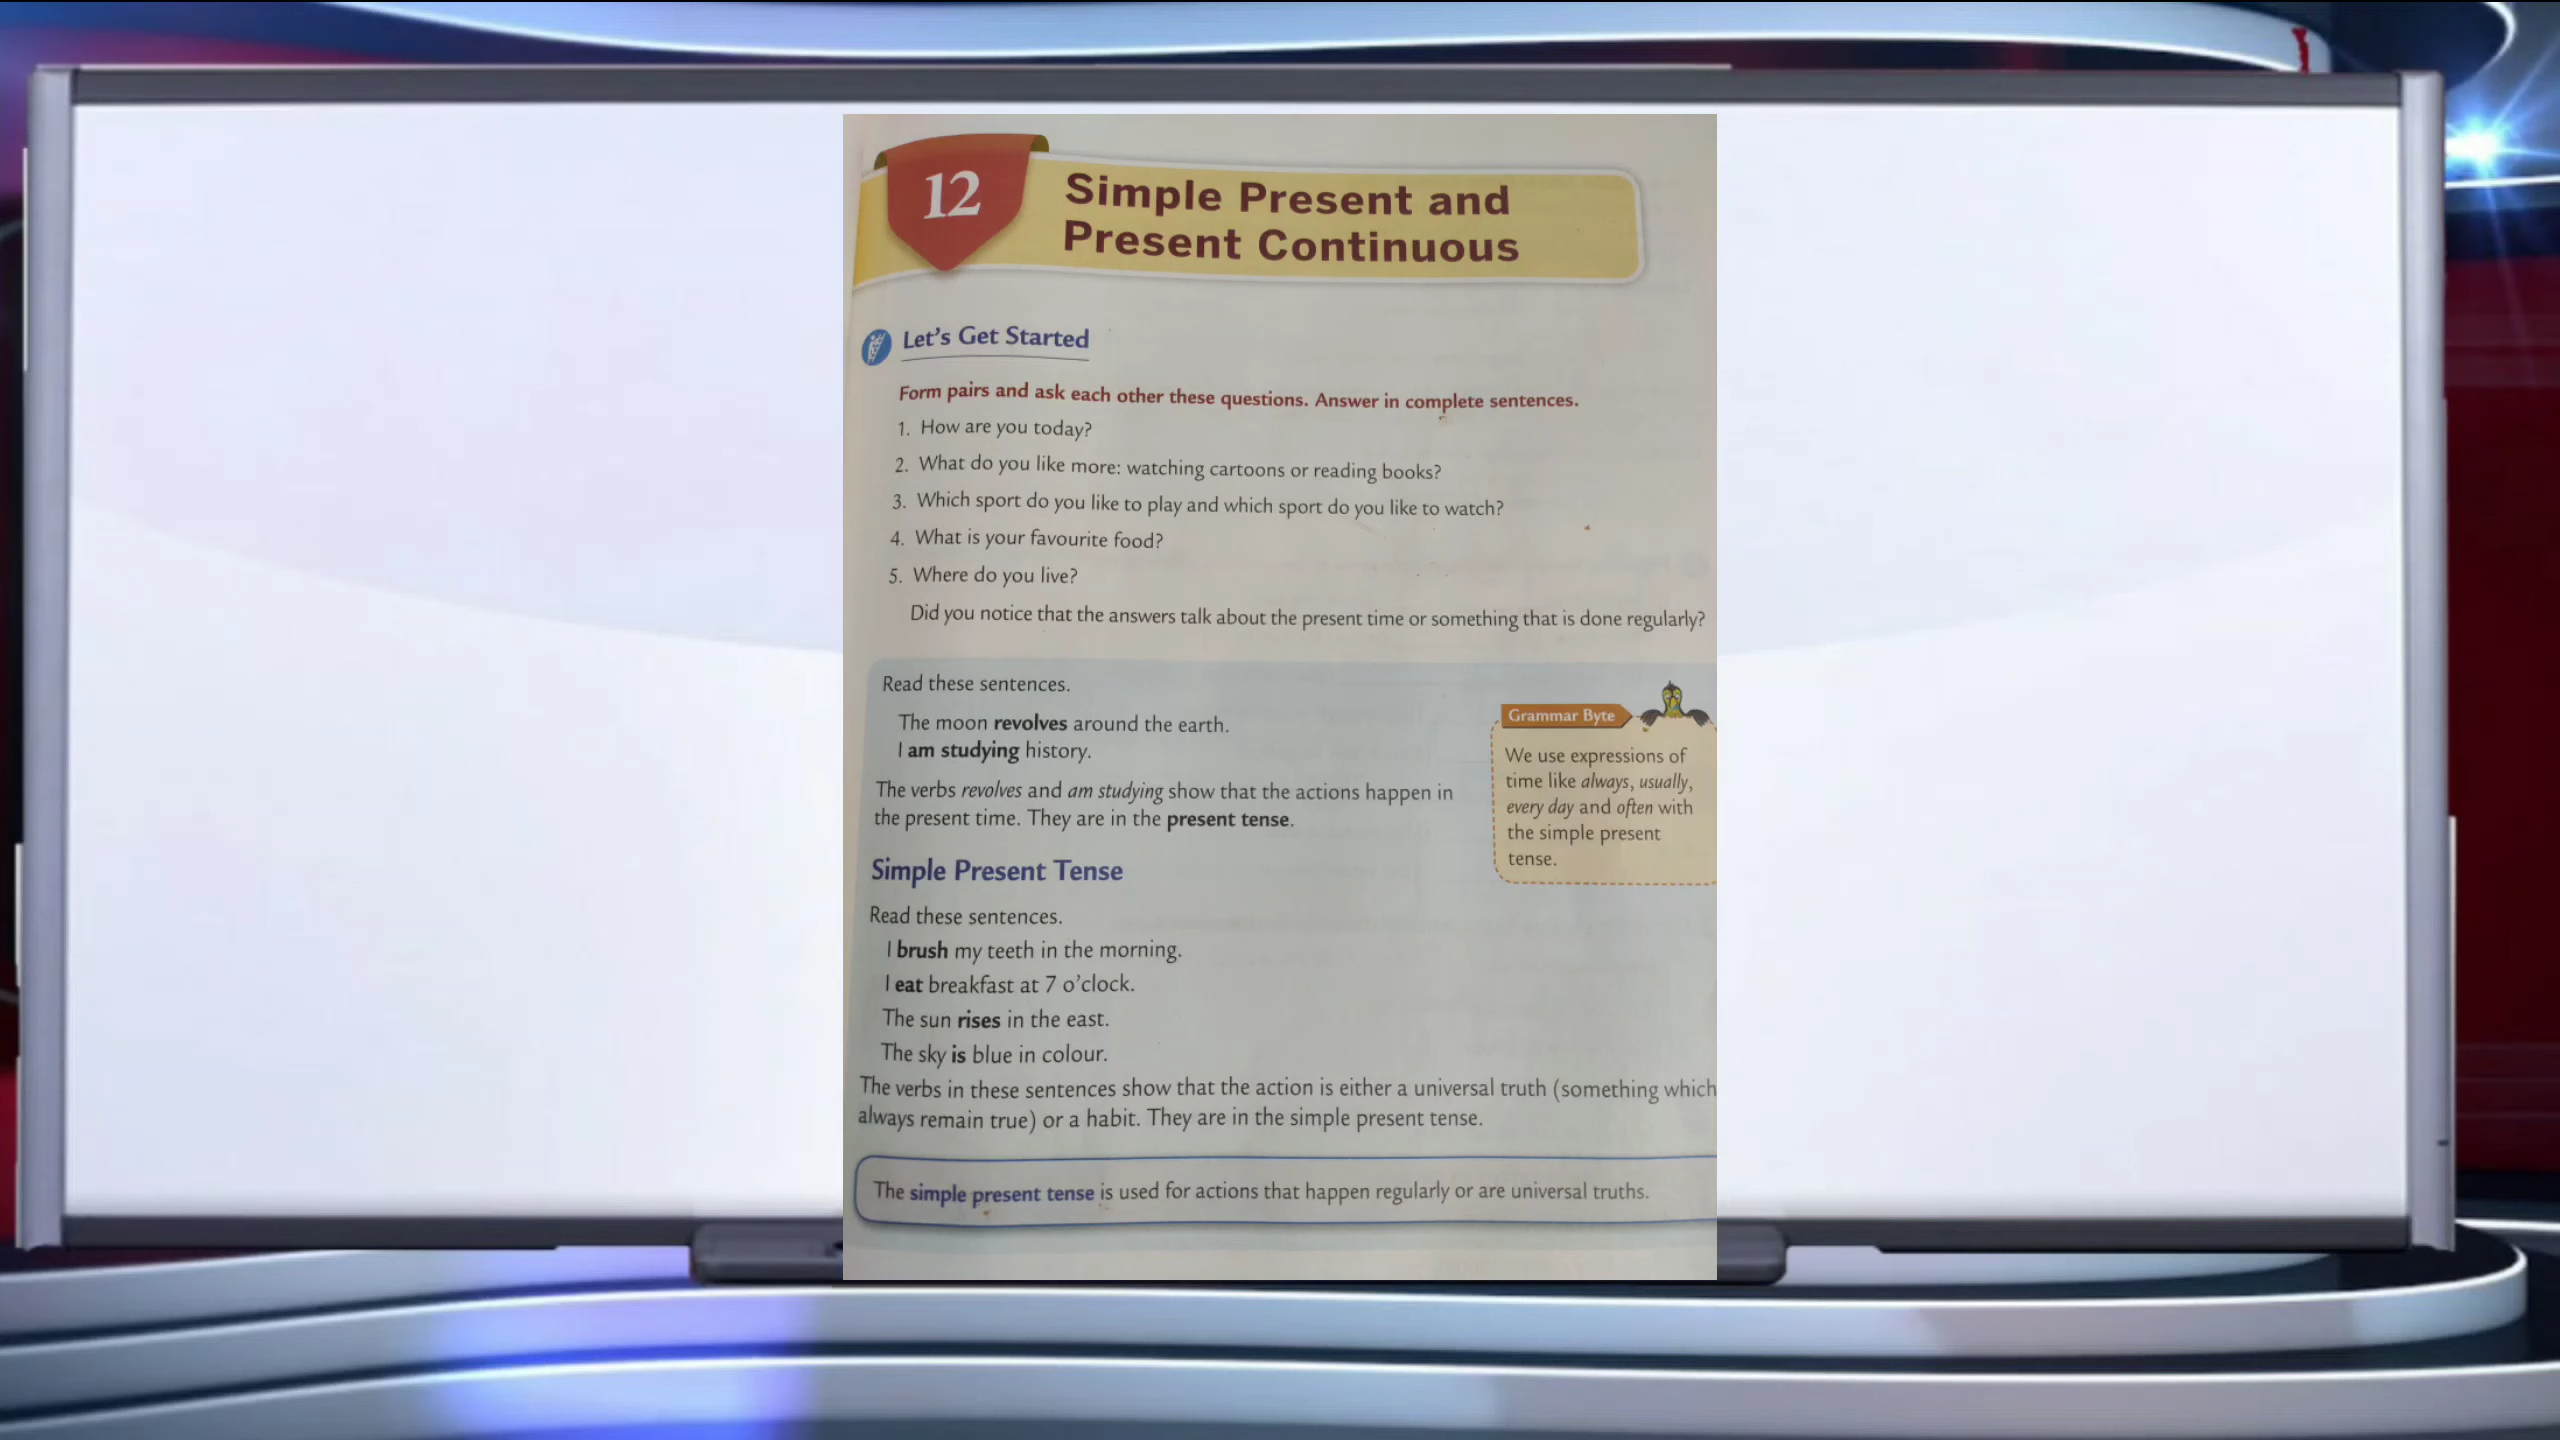 12
Simple Present and
Present Continuous
Let's Get Started
Form pairs and ask each other these questions. Answer in complete sentences.
1. How are you today?
2. What do you like more: watching cartoons or reading books?
3. Which sport do you like to play and which sport do you like to watch?
4. What is your favourite food?
5. Where do you live?
Did you notice that the answers talk about the present time or something that is done regularly?
Read these sentences.
The moon revolves around the earth.
I am studying history.
The verbs revolves and am studying show that the actions happen in
the present time. They are in the present tense.
Grammar Byte
We use expressions of
time like always, usually,
every day and often with
the simple present
tense.
Simple Present Tense
Read these sentences.
I brush my teeth in the morning.
I eat breakfast at 7 o'clock.
The sun rises in the east.
The sky is blue in colour.
The verbs in these sentences show that the action is either a universal truth (something which
always remain true) or a habit. They are in the simple present tense.
The simple present tense is used for actions that happen regularly or are universal truths.